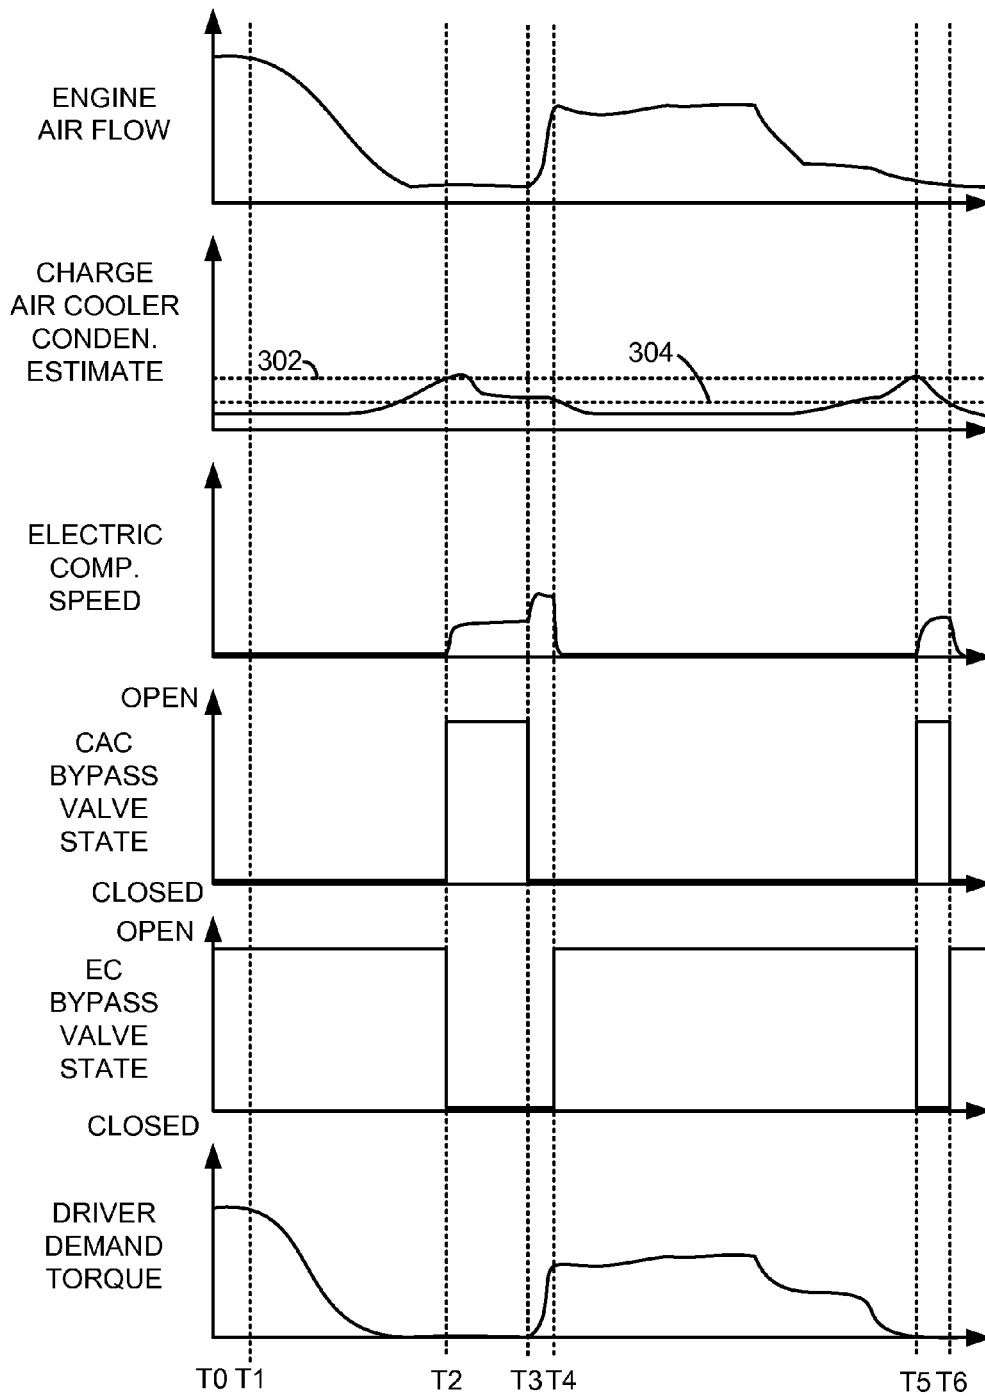 ENGINE
AIR FLOW
CHARGE
AIR COOLER
CONDEN.
ESTIMATE
302
304
ELECTRIC
COMP.
SPEED
OPEN
CAC
BYPASS
VALVE
STATE
CLOSED
OPEN
EC
BYPASS
VALVE
STATE
CLOSED
DRIVER
DEMAND
TORQUE
T0 T1 T2 T3 T4 T5 T6